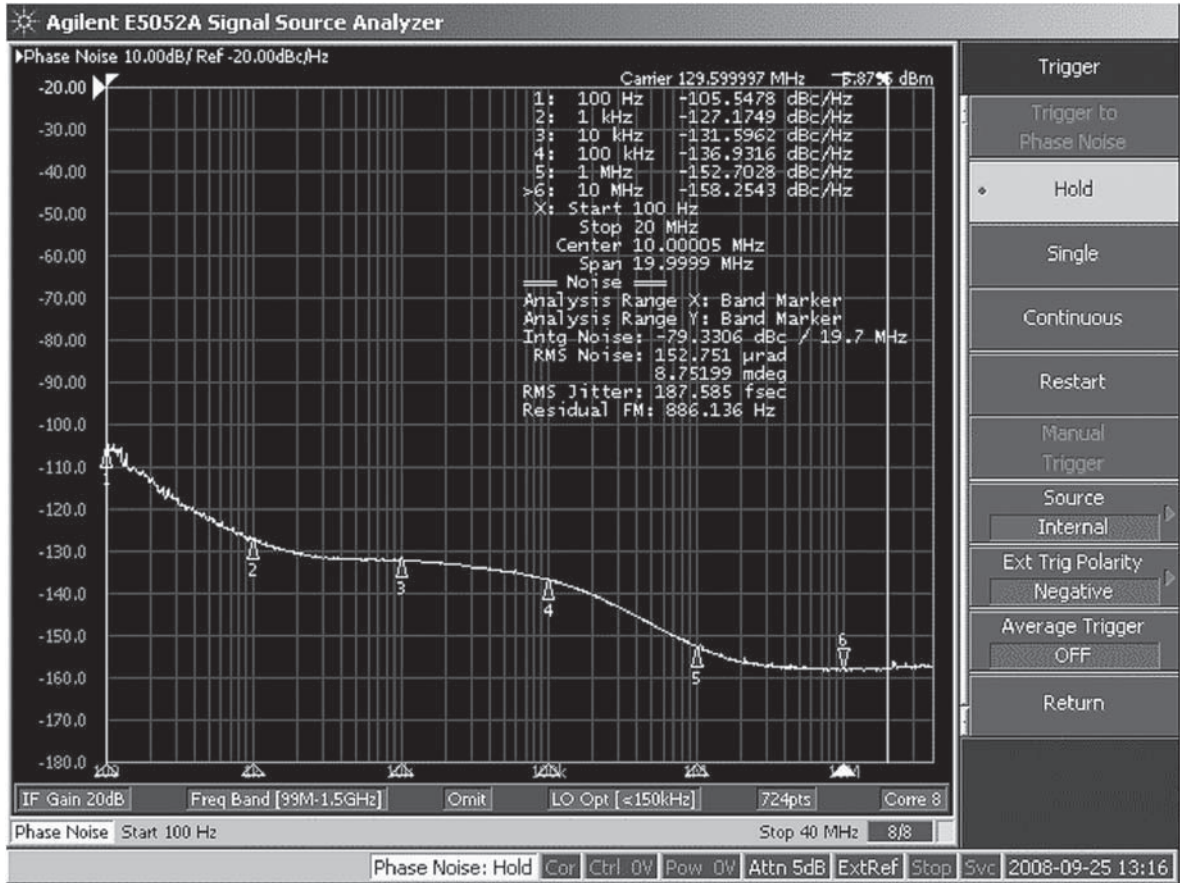 Agilent E5052A Signal Source Analyzer
Phase Noise 10.00dB/ Ref -20.00dBc/Hz
Carrier 129.599997 MHz dBm
1: 100 Hz -105.5478 dBc/Hz
2: 1 kHz -127.1749 dBc/Hz
3: 10 kHz -131.5962 dBc/Hz
4: 100 kHz -136.9316 dBc/Hz
5: 1 MHz -152.7028 dBc/Hz
>6: 10 MHz -158.2543 dBc/Hz
X: Start 100 Hz
Stop 20 MHz
Center 10.00005 MHz
Span 19.9999 MHz
Noise
Analysis Range X: Band Marker
Analysis Range Y: Band Marker
Intg Noise: -79.3306 dBc / 19.7 MHz
RMS Noise: 152.751 µrad
8.75199 mdeg
RMS Jitter: 187.585 fsec
Residual FM: 886.136 Hz
-20.00
-30.00
-40.00
-50.00
-60.00
-70.00
-80.00
-90.00
-100.0
-110.0
-120.0
-130.0
-140.0
-150.0
-160.0
-170.0
-180.0
1
2
3
4
5
6
IF Gain 20dB
Freq Band [99M-1.5GHz]
Omit
LO Opt [<150kHz]
724pts
Corre 8
Phase Noise Start 100 Hz
Stop 40 MHz
8/8
Trigger
Trigger to
Phase Noise
Hold
Single
Continuous
Restart
Manual
Trigger
Source
Internal
Ext Trig Polarity
Negative
Average Trigger
OFF
Return
Phase Noise: Hold
Cor
Ctrl 0V
Pow 0V
Attn 5dB
ExtRef
Stop
Svc
2008-09-25 13:16